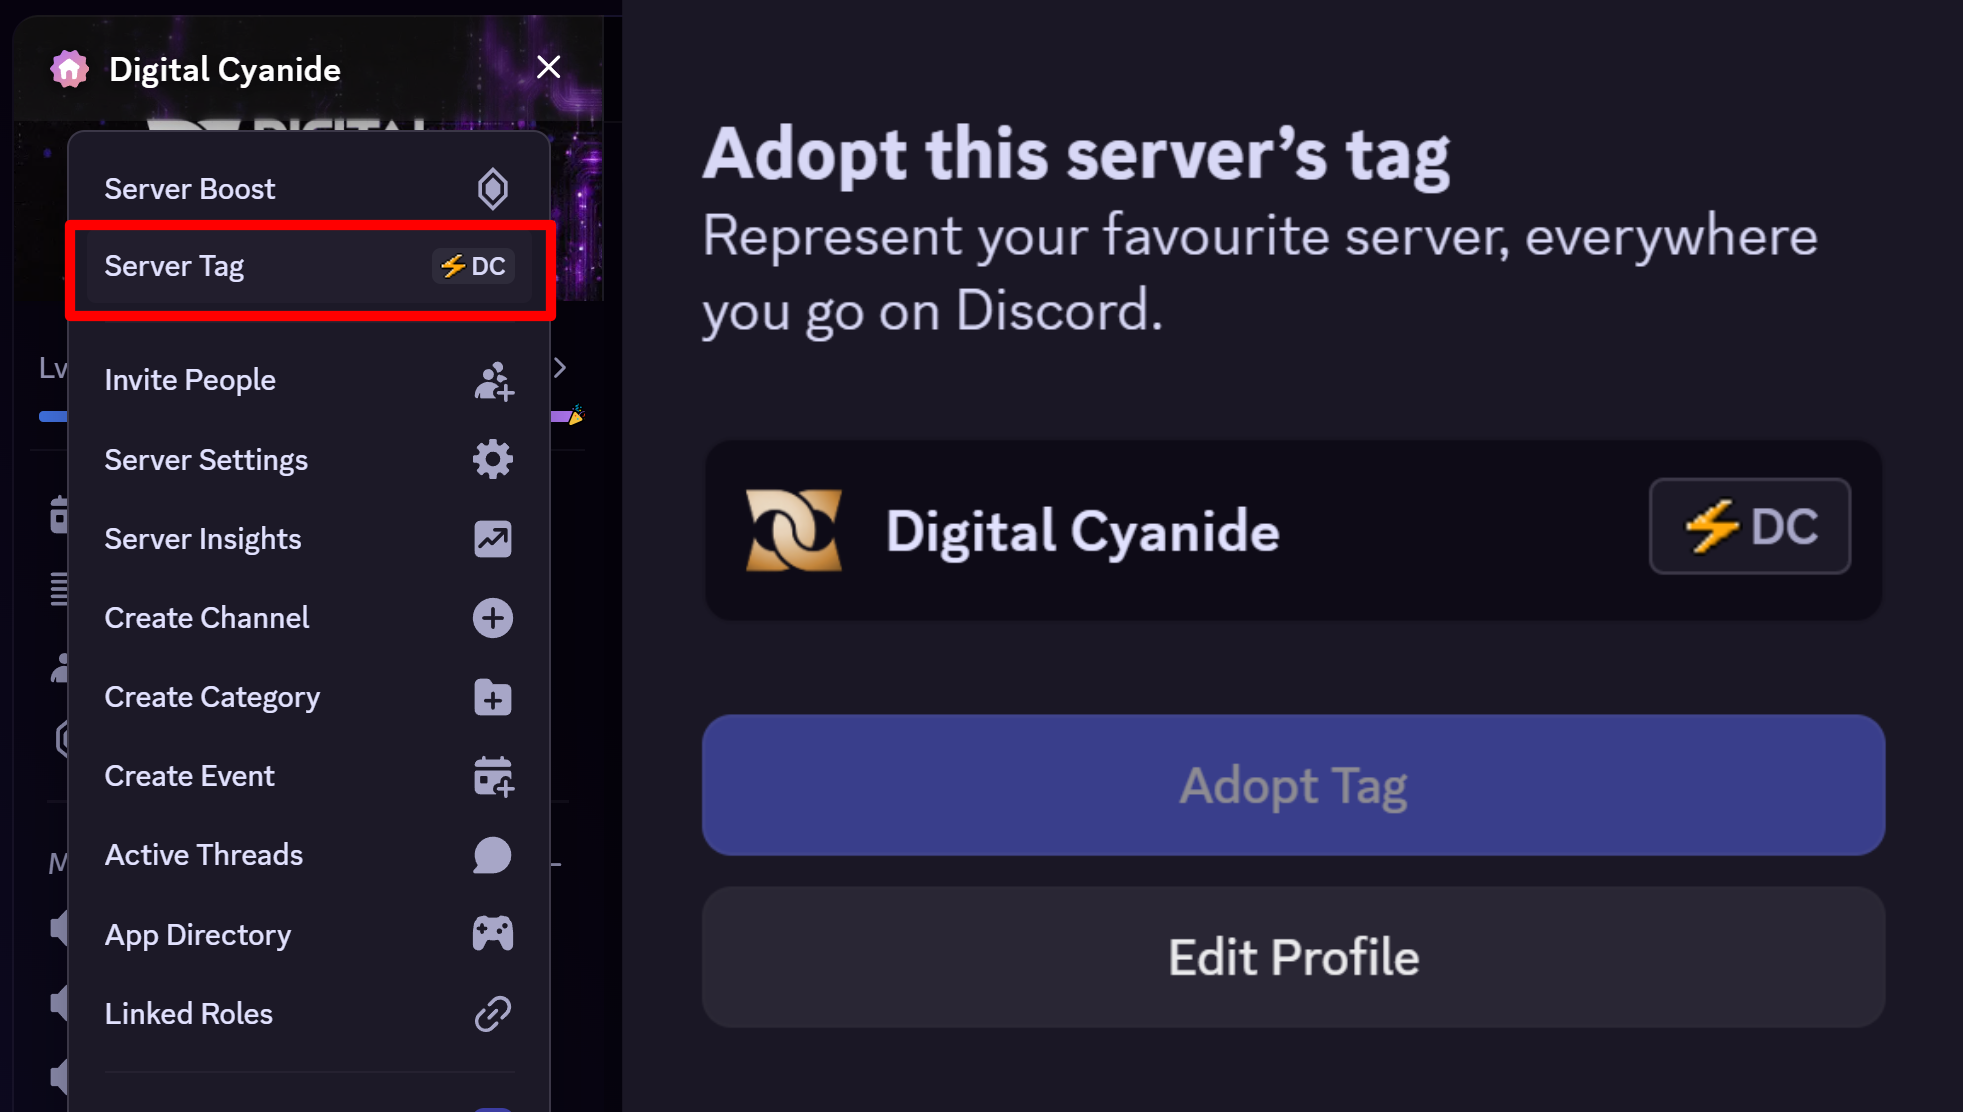 Digital Cyanide
Server Boost
Server Tag
DC
Lv
Invite People
Server Settings
Server Insights
Create Channel
Create Category
Create Event
Active Threads
App Directory
Linked Roles
Adopt this server’s tag
Represent your favourite server, everywhere
you go on Discord.
Digital Cyanide
DC
Adopt Tag
Edit Profile